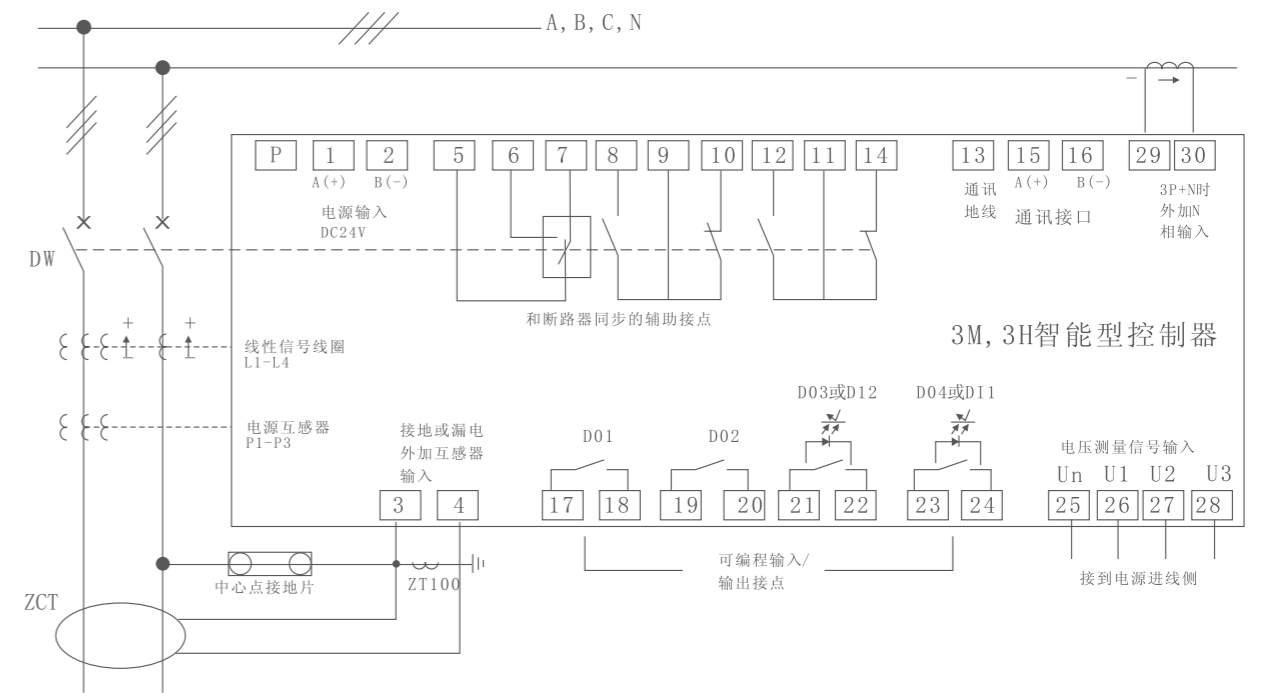 A,B,C,N
−
P 1 2 5 6 7 8 9 10 12 11 14 13 15 16 29 30
A(+) B(−)
电源输入
DC24V
通讯
地线
A(+) B(−)
通讯接口
3P+N时
外加N
相输入
DW
和断路器同步的辅助接点
3M,3H智能型控制器
+ +
线性信号线圈
L1-L4
电源互感器
P1-P3
接地或漏电
外加互感器
输入
D01
D02
D03或D12
D04或DI1
电压测量信号输入
Un U1 U2 U3
3 4 17 18 19 20 21 22 23 24 25 26 27 28
中心点接地片
ZT100
可编程输入/
输出接点
接到电源进线侧
ZCT